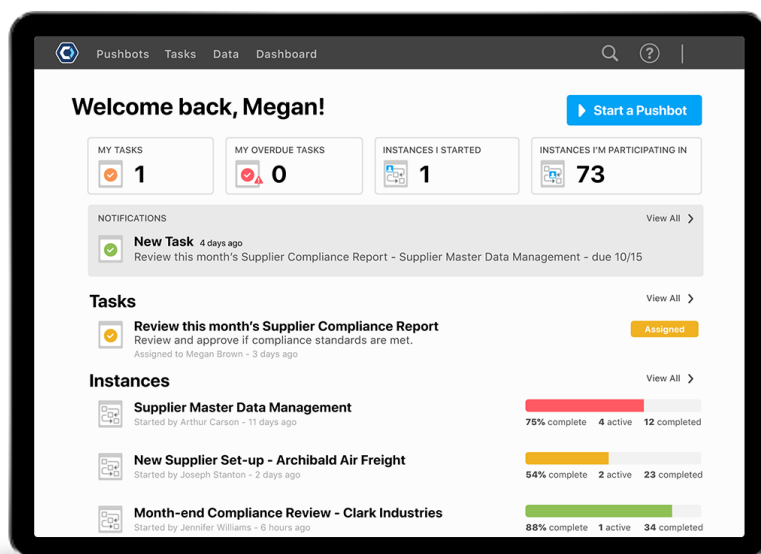 Pushbots Tasks Data Dashboard
Welcome back, Megan!
Start a Pushbot
MY TASKS
1
MY OVERDUE TASKS
0
INSTANCES I STARTED
1
INSTANCES I'M PARTICIPATING IN
73
NOTIFICATIONS
View All
New Task 4 days ago
Review this month's Supplier Compliance Report - Supplier Master Data Management - due 10/15
Tasks
View All
Review this month's Supplier Compliance Report
Assigned
Review and approve if compliance standards are met.
Assigned to Megan Brown - 3 days ago
Instances
View All
Supplier Master Data Management
Started by Arthur Carson - 11 days ago
75% complete 4 active 12 completed
New Supplier Set-up - Archibald Air Freight
Started by Joseph Stanton - 2 days ago
54% complete 2 active 23 completed
Month-end Compliance Review - Clark Industries
Started by Jennifer Williams - 6 hours ago
88% complete 1 active 34 completed